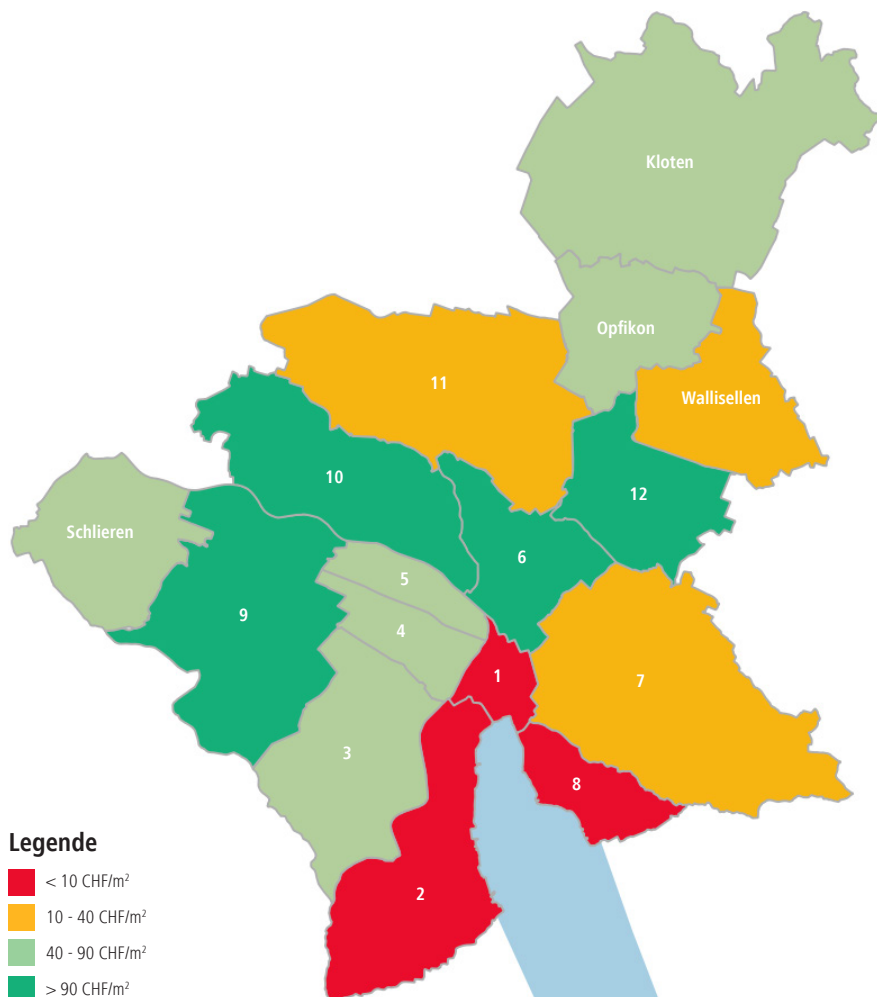 Kloten
Opfikon
11
Wallisellen
10
12
Schlieren
6
5
9
4
1
7
3
8
2
Legende
< 10 CHF/m²
10 - 40 CHF/m²
40 - 90 CHF/m²
> 90 CHF/m²